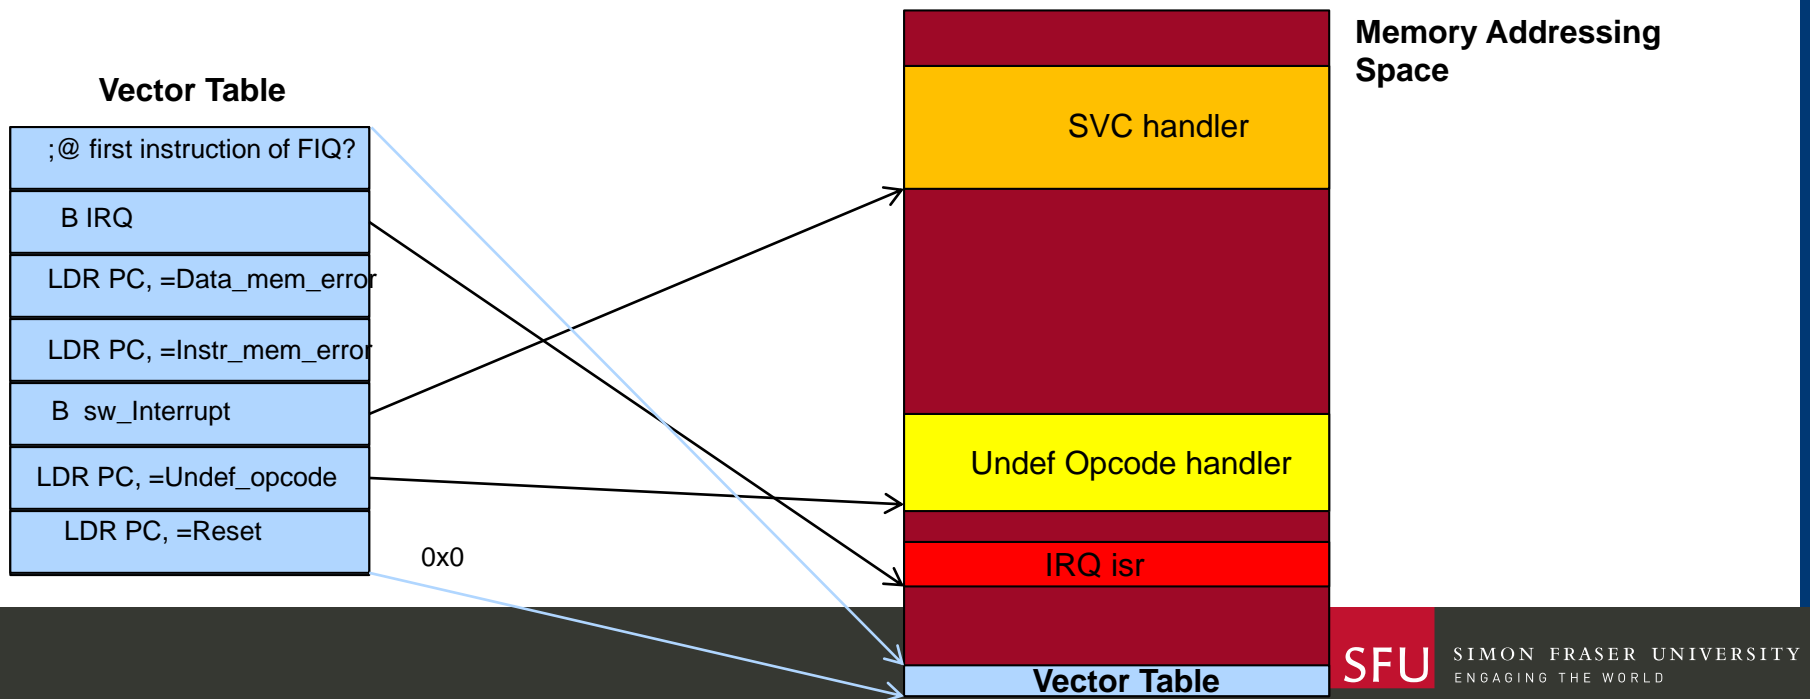 Vector Table
;@ first instruction of FIQ?
B IRQ
LDR PC, =Data_mem_error
LDR PC, =Instr_mem_error
B  sw_Interrupt
LDR PC, =Undef_opcode
LDR PC, =Reset
0x0
Memory Addressing
Space
SVC handler
Undef Opcode handler
IRQ isr
Vector Table
SFU
SIMON FRASER UNIVERSITY
ENGAGING THE WORLD